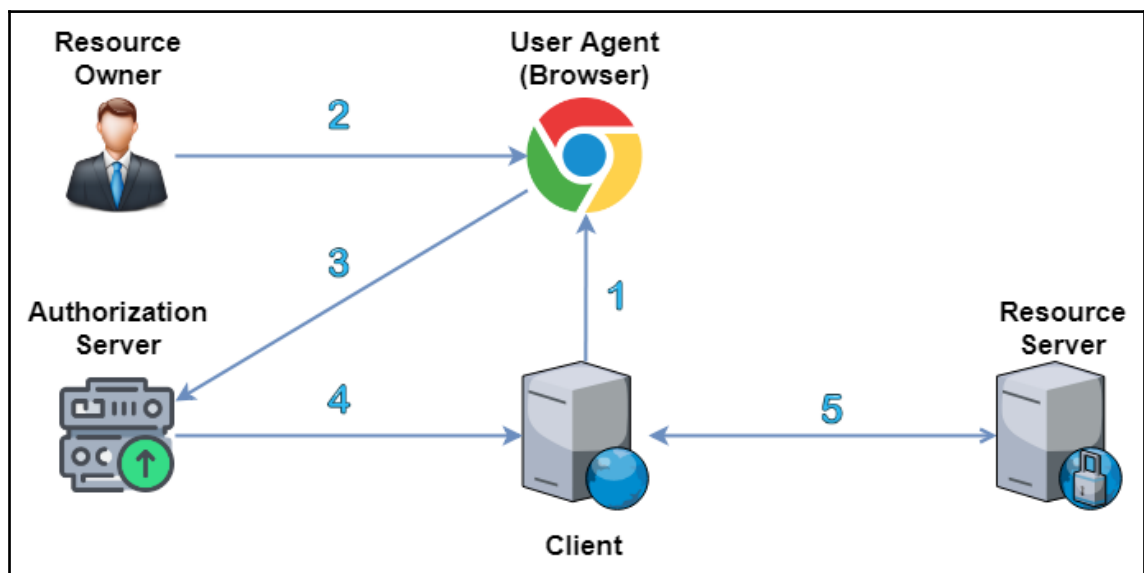 Resource
Owner
User Agent
(Browser)
2
3
1
Authorization
Server
Resource
Server
4
5
Client